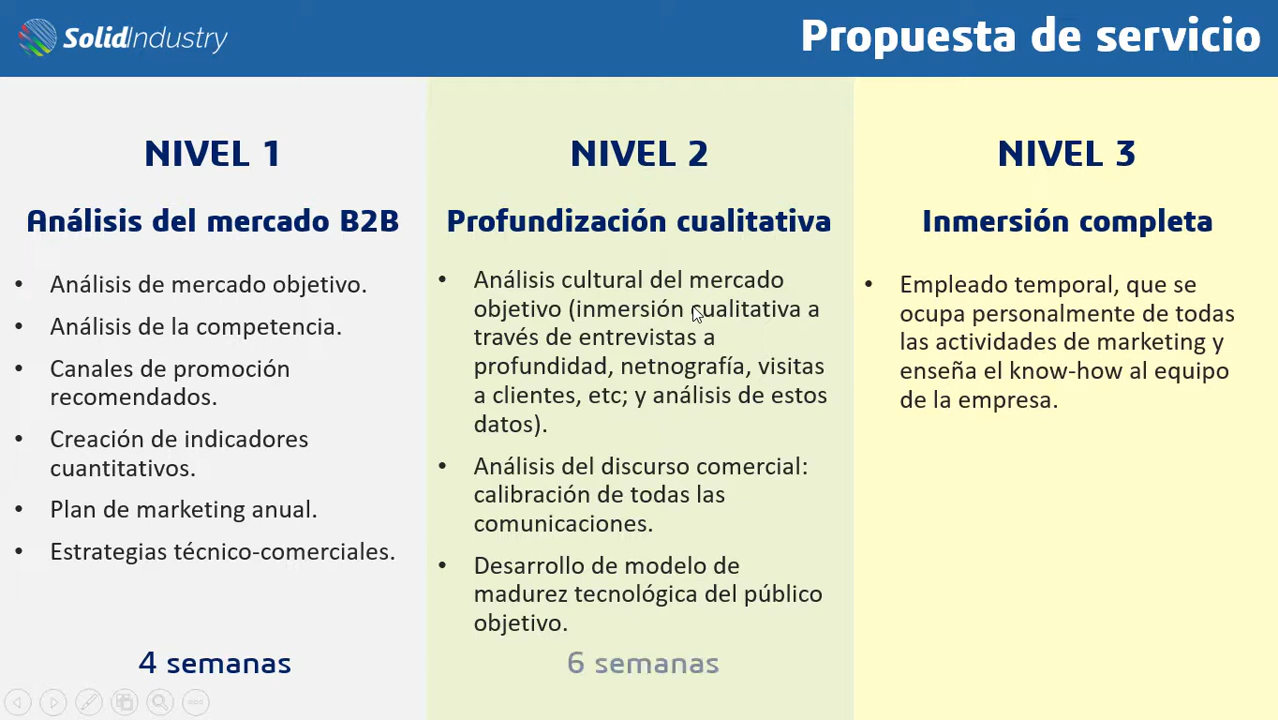 SolidIndustry
Propuesta de servicio
NIVEL 1
Análisis del mercado B2B
• Análisis de mercado objetivo.
• Análisis de la competencia.
• Canales de promoción
recomendados.
• Creación de indicadores
cuantitativos.
• Plan de marketing anual.
• Estrategias técnico-comerciales.
4 semanas
NIVEL 2
Profundización cualitativa
• Análisis cultural del mercado
objetivo (inmersión cualitativa a
través de entrevistas a
profundidad, netnografía, visitas
a clientes, etc; y análisis de estos
datos).
• Análisis del discurso comercial:
calibración de todas las
comunicaciones.
• Desarrollo de modelo de
madurez tecnológica del público
objetivo.
6 semanas
NIVEL 3
Inmersión completa
• Empleado temporal, que se
ocupa personalmente de todas
las actividades de marketing y
enseña el know-how al equipo
de la empresa.